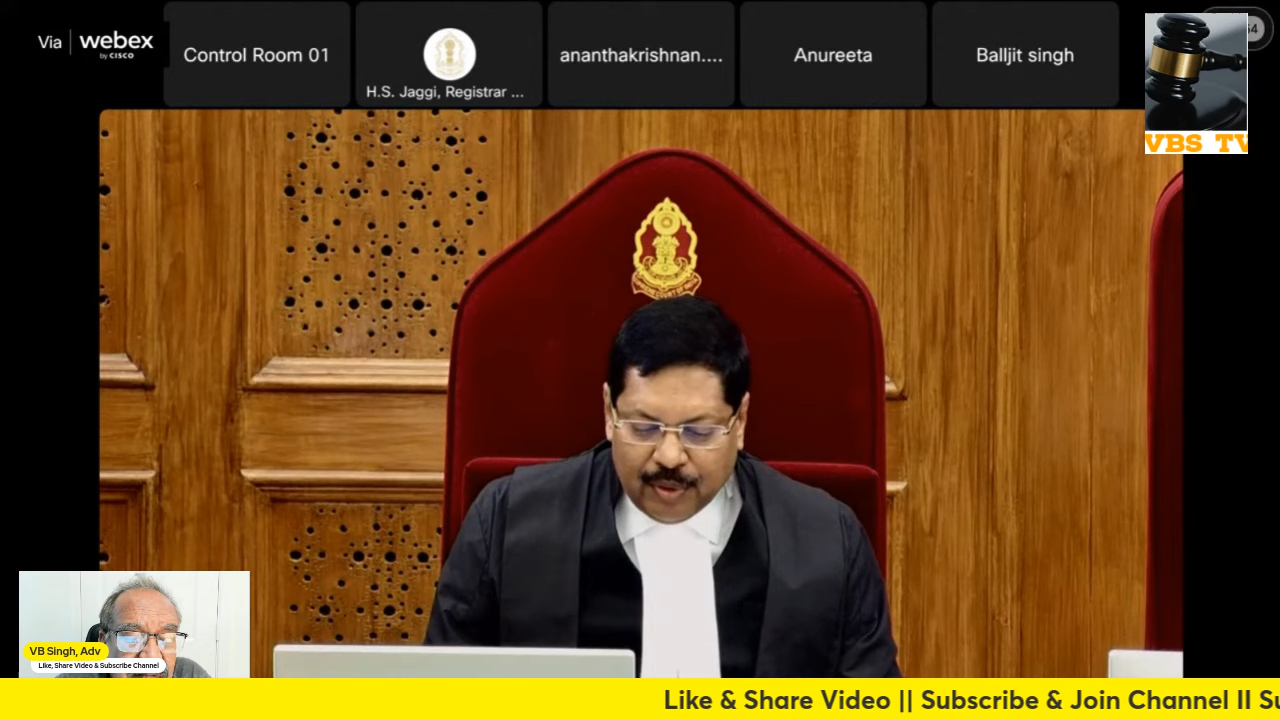 Via webex
by CISCO
Control Room 01
H.S. Jaggi, Registrar ...
ananthakrishnan....
Anureeta
Balljit singh
54
VBS TV
VB Singh, Adv
Like, Share Video & Subscribe Channel
Like & Share Video || Subscribe & Join Channel II Su